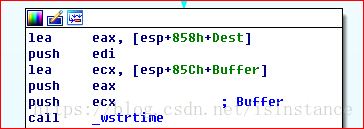 lea     eax, [esp+858h+Dest]
push    edi
lea     ecx, [esp+85Ch+Buffer]
push    eax
push    ecx             ; Buffer
call    _wstrtime
https://blog.csdn.net/isinstance